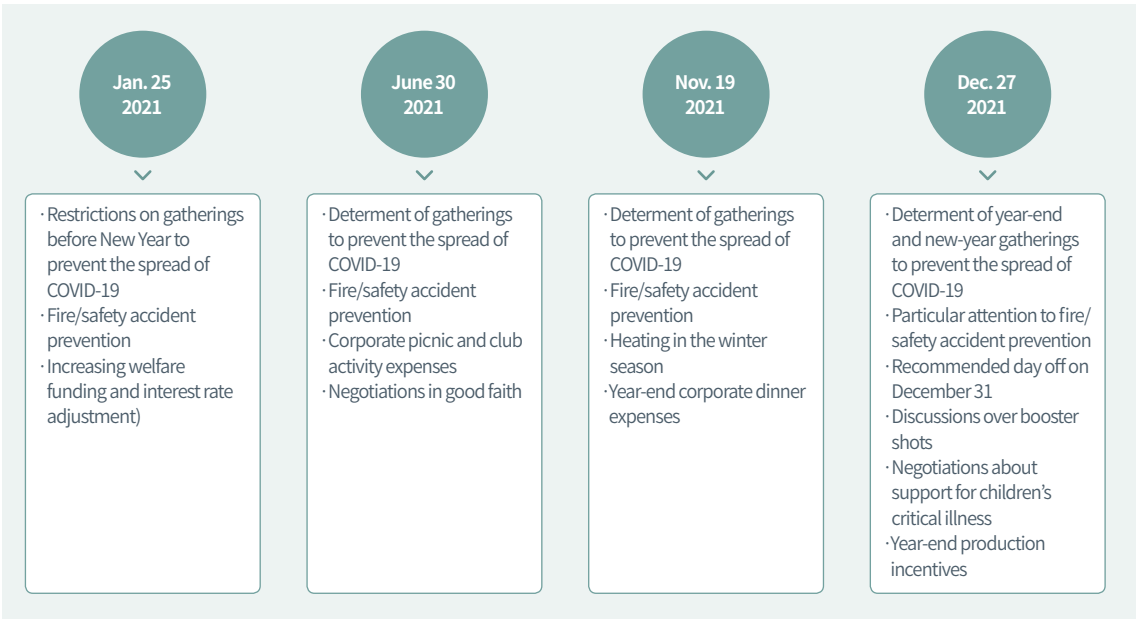 Jan. 25
2021
· Restrictions on gatherings
before New Year to
prevent the spread of
COVID-19
· Fire/safety accident
prevention
· Increasing welfare
funding and interest rate
adjustment)
June 30
2021
· Determent of gatherings
to prevent the spread of
COVID-19
· Fire/safety accident
prevention
· Corporate picnic and club
activity expenses
· Negotiations in good faith
Nov. 19
2021
· Determent of gatherings
to prevent the spread of
COVID-19
· Fire/safety accident
prevention
· Heating in the winter
season
· Year-end corporate dinner
expenses
Dec. 27
2021
· Determent of year-end
and new-year gatherings
to prevent the spread of
COVID-19
· Particular attention to fire/
safety accident prevention
· Recommended day off on
December 31
· Discussions over booster
shots
· Negotiations about
support for children's
critical illness
· Year-end production
incentives